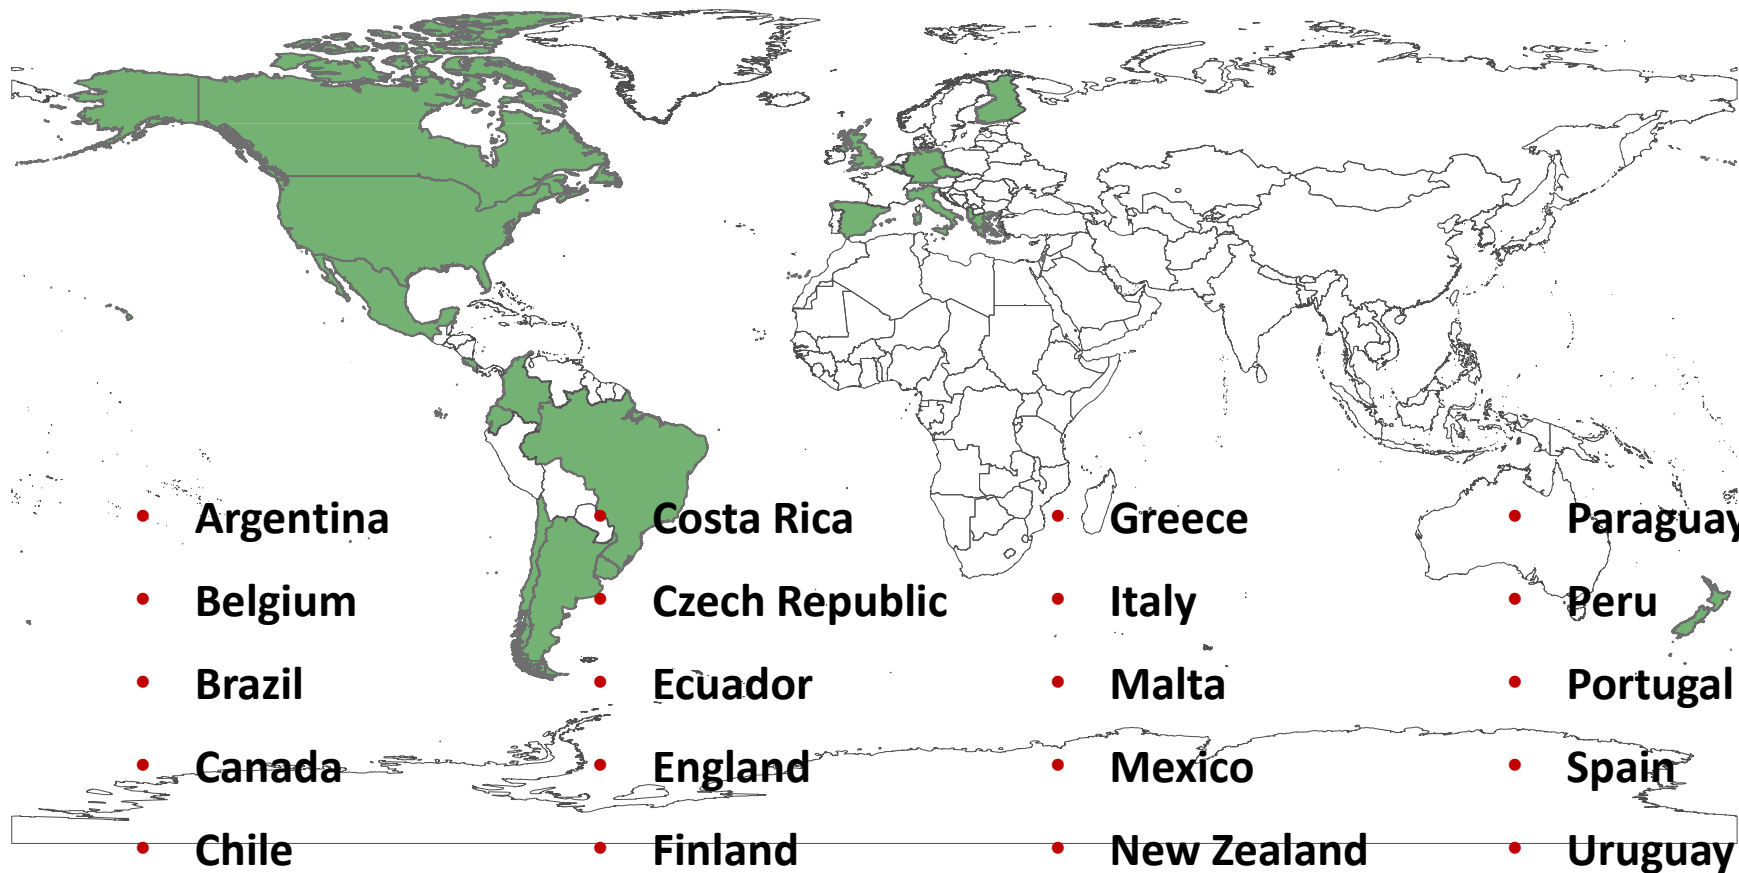 • Argentina
• Belgium
• Brazil
• Canada
• Chile
• Costa Rica
• Czech Republic
• Ecuador
• England
• Finland
• Greece
• Italy
• Malta
• Mexico
• New Zealand
• Paraguay
• Peru
• Portugal
• Spain
• Uruguay